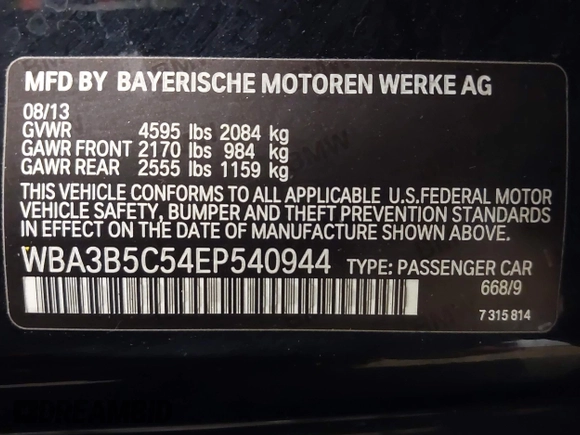 MFD BY BAYERISCHE MOTOREN WERKE AG
08/13
GVWR 4595 lbs 2084 kg
GAWR FRONT 2170 lbs 984 kg
GAWR REAR 2555 lbs 1159 kg
THIS VEHICLE CONFORMS TO ALL APPLICABLE U.S.FEDERAL MOTOR
VEHICLE SAFETY, BUMPER AND THEFT PREVENTION STANDARDS
IN EFFECT ON THE DATE OF MANUFACTURE SHOWN ABOVE.
WBA3B5C54EP540944 TYPE: PASSENGER CAR
668/9
7 315 814
DREAMBID